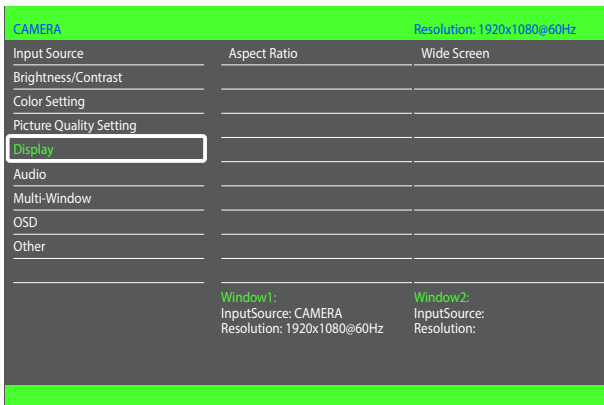 CAMERA Resolution: 1920x1080@60Hz
Input Source Aspect Ratio Wide Screen
Brightness/Contrast
Color Setting
Picture Quality Setting
Display
Audio
Multi-Window
OSD
Other
Window1: Window2:
InputSource: CAMERA InputSource:
Resolution: 1920x1080@60Hz Resolution: